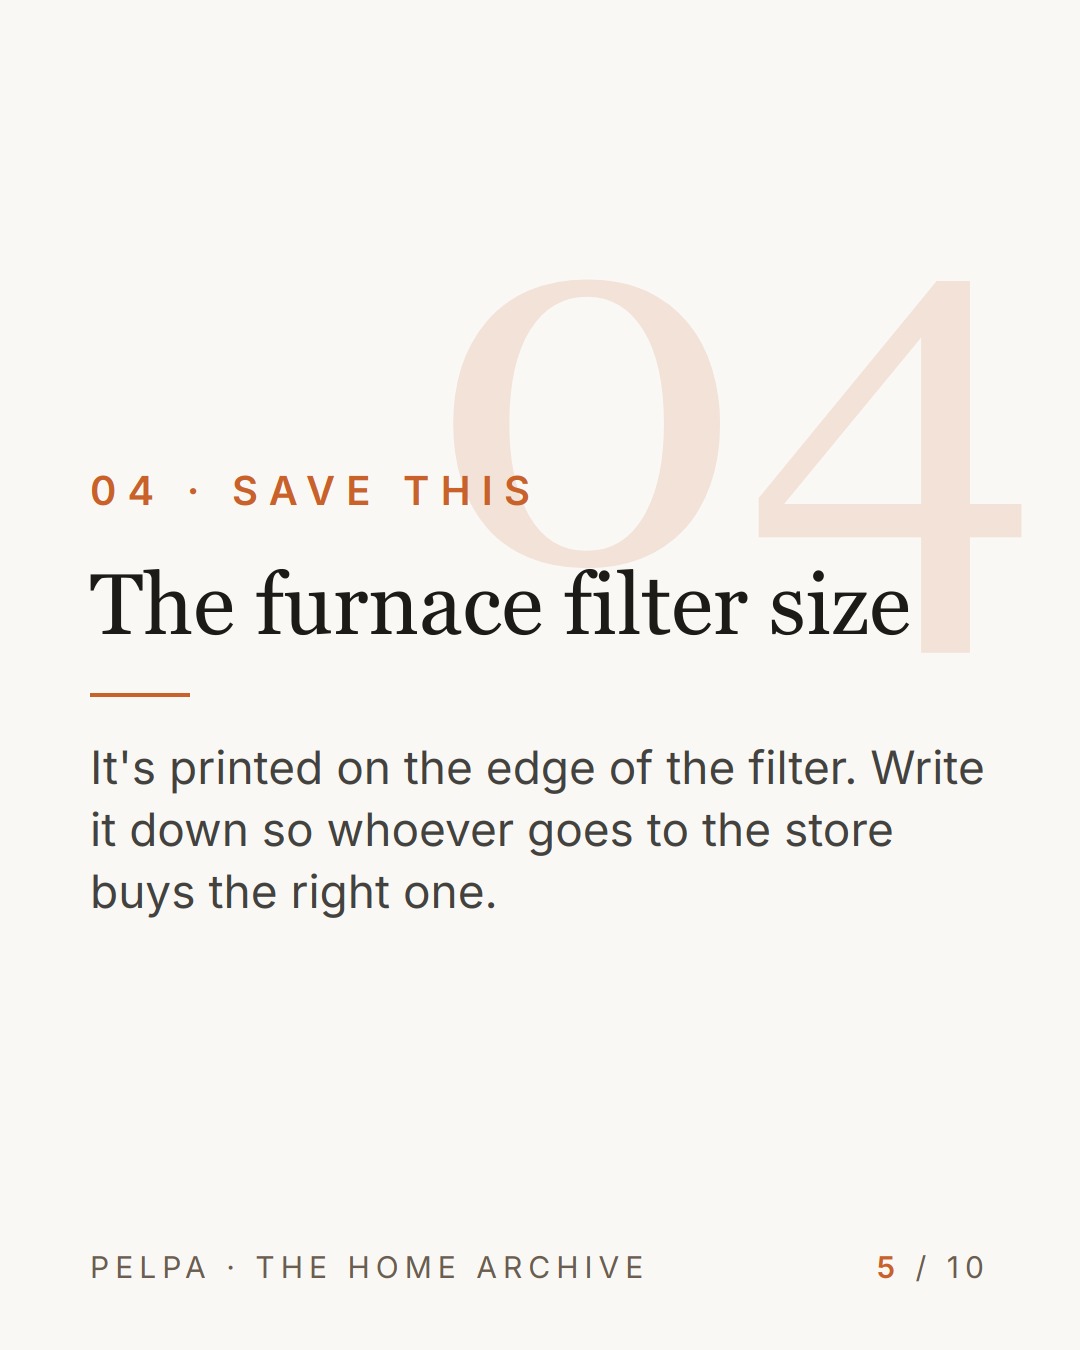 04
04 · SAVE THIS
The furnace filter size
It's printed on the edge of the filter. Write
it down so whoever goes to the store
buys the right one.
PELPA · THE HOME ARCHIVE
5 / 10